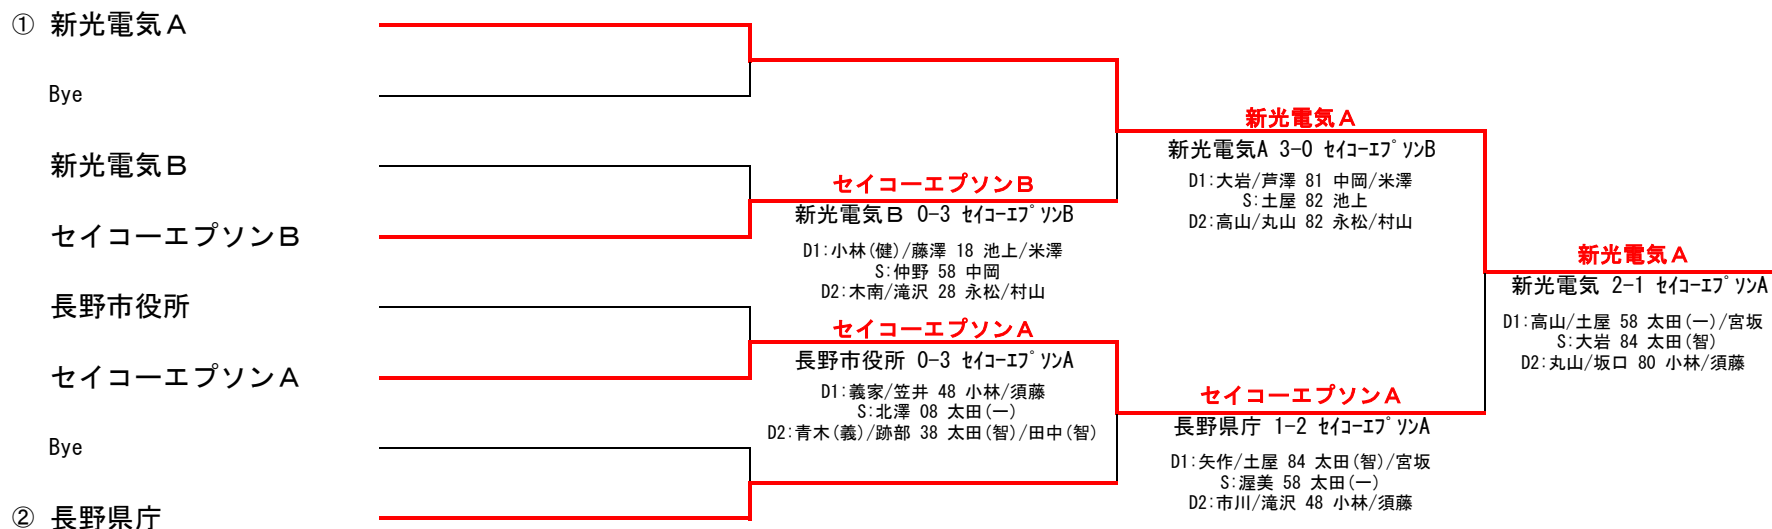 ① 新光電気A
Bye
新光電気B
セイコーエプソンB
長野市役所
セイコーエプソンA
Bye
② 長野県庁
セイコーエプソンB
新光電気B 0-3 ｾｲｺｰｴﾌﾟｿﾝB
D1:小林(健)/藤澤 18 池上/米澤
S:仲野 58 中岡
D2:木南/滝沢 28 永松/村山
セイコーエプソンA
長野市役所 0-3 ｾｲｺｰｴﾌﾟｿﾝA
D1:義家/笠井 48 小林/須藤
S:北澤 08 太田(一)
D2:青木(義)/跡部 38 太田(智)/田中(智)
新光電気A
新光電気A 3-0 ｾｲｺｰｴﾌﾟｿﾝB
D1:大岩/芦澤 81 中岡/米澤
S:土屋 82 池上
D2:高山/丸山 82 永松/村山
セイコーエプソンA
長野県庁 1-2 ｾｲｺｰｴﾌﾟｿﾝA
D1:矢作/土屋 84 太田(智)/宮坂
S:渥美 58 太田(一)
D2:市川/滝沢 48 小林/須藤
新光電気A
新光電気 2-1 ｾｲｺｰｴﾌﾟｿﾝA
D1:高山/土屋 58 太田(一)/宮坂
S:大岩 84 太田(智)
D2:丸山/坂口 80 小林/須藤